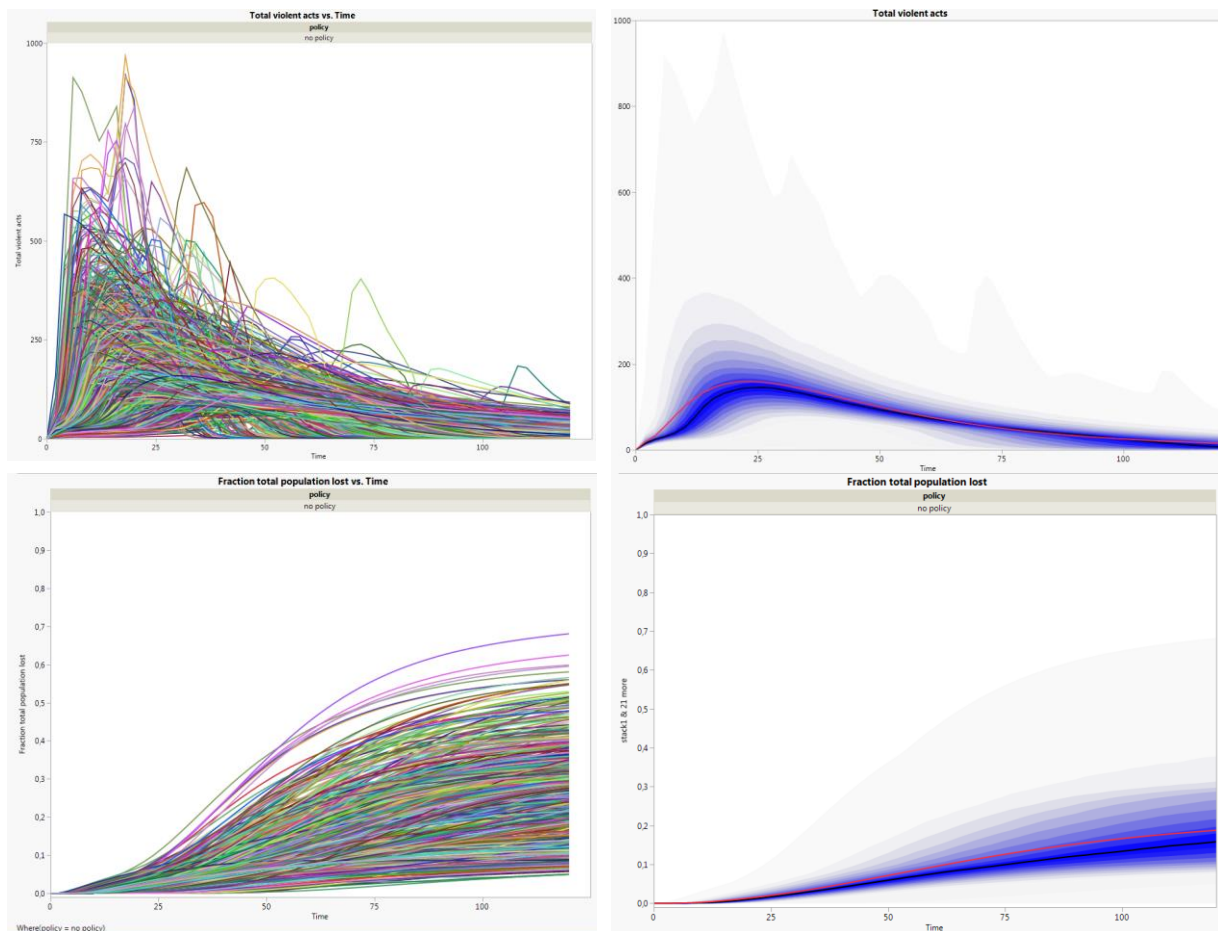 Total violent acts vs. Time
policy
no policy
1000
750
500
250
0
Total violent acts
0
25
50
75
100
Time
Total violent acts
1000
800
600
400
200
0
0
25
50
75
100
Time
Fraction total population lost vs. Time
policy
no policy
1,0
0,9
0,8
0,7
0,6
0,5
0,4
0,3
0,2
0,1
0,0
Fraction total population lost
0
25
50
75
100
Time
Where(policy = no policy)
Fraction total population lost
policy
no policy
1,0
0,9
0,8
0,7
0,6
0,5
0,4
0,3
0,2
0,1
0,0
stack1 & 21 more
0
25
50
75
100
Time